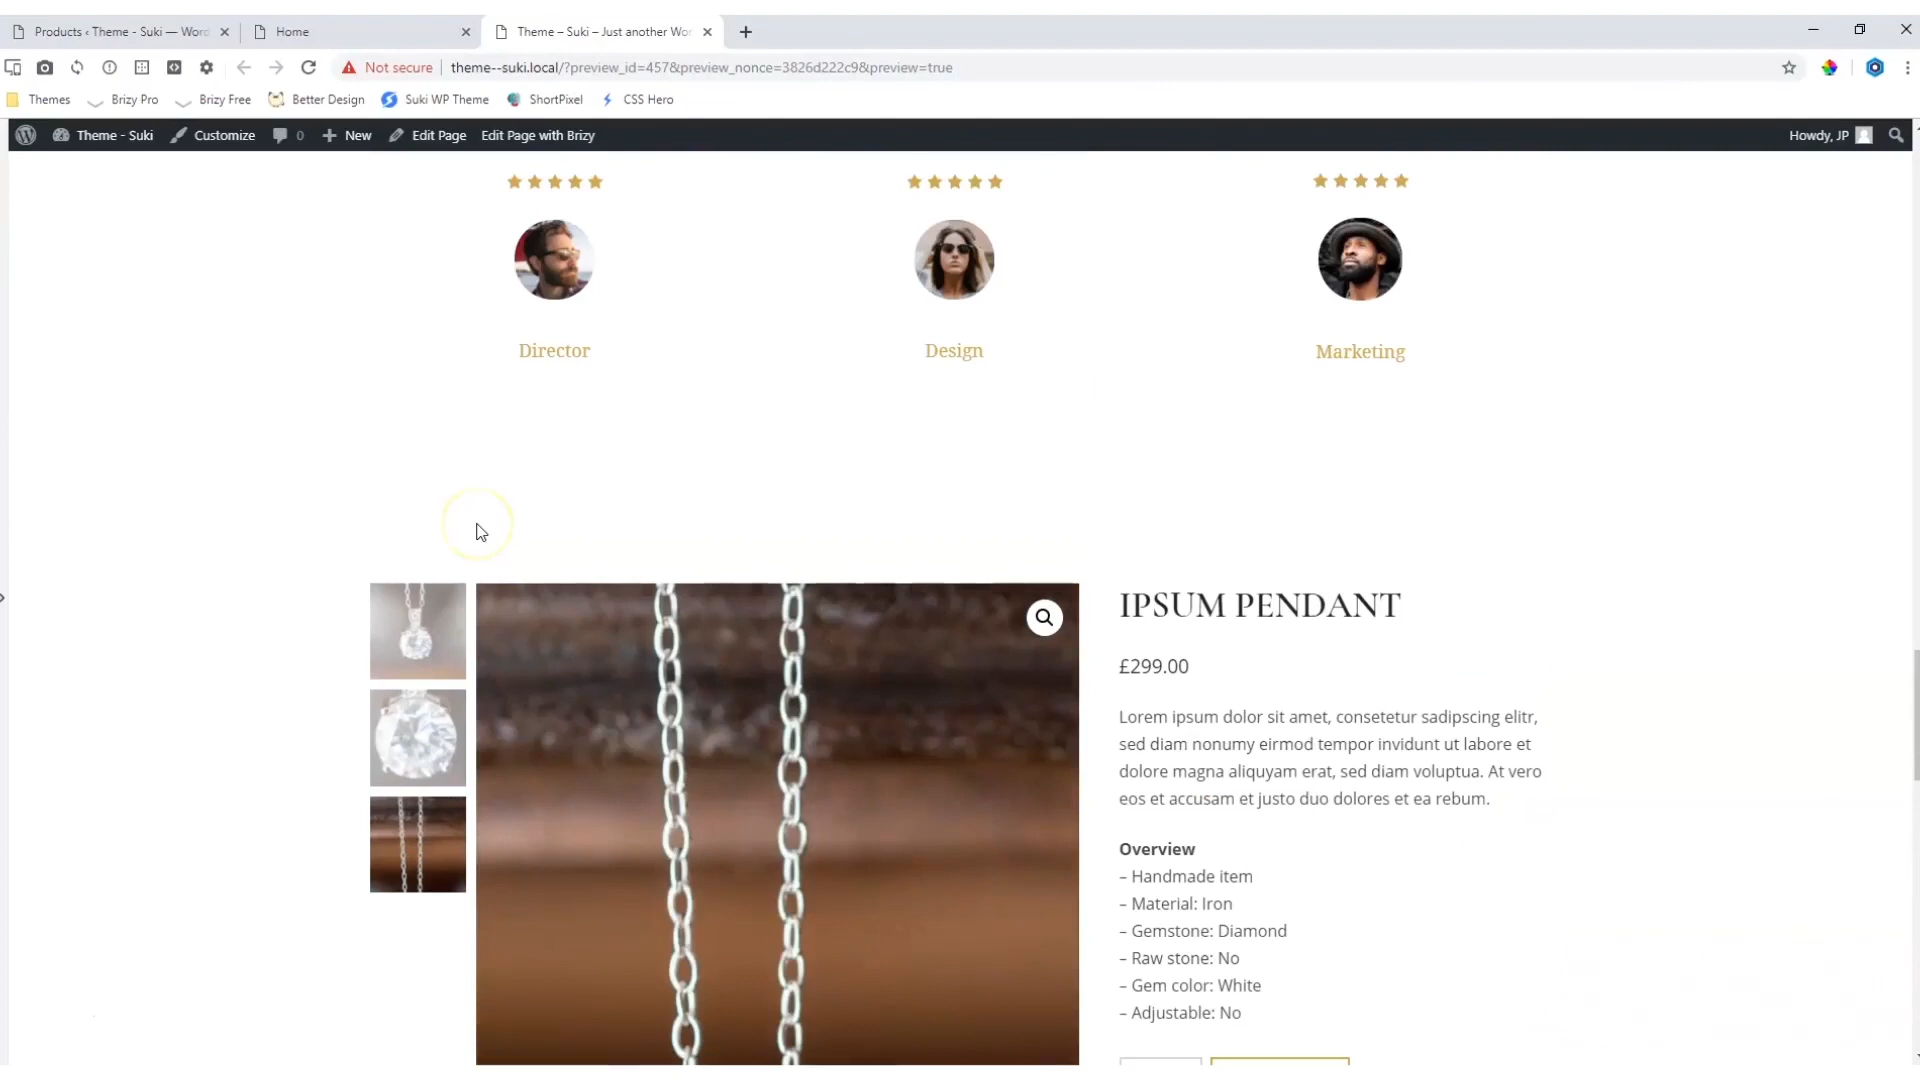 Products ‹ Theme - Suki — Word
Home
Theme – Suki – Just another Wor
Not secure
theme--suki.local/?preview_id=457&preview_nonce=3826d222c9&preview=true
Themes
Brizy Pro
Brizy Free
Better Design
Suki WP Theme
ShortPixel
CSS Hero
Theme - Suki
Customize
0
New
Edit Page
Edit Page with Brizy
Howdy, JP
Director
Design
Marketing
IPSUM PENDANT
£299.00
Lorem ipsum dolor sit amet, consetetur sadipscing elitr,
sed diam nonumy eirmod tempor invidunt ut labore et
dolore magna aliquyam erat, sed diam voluptua. At vero
eos et accusam et justo duo dolores et ea rebum.
Overview
– Handmade item
– Material: Iron
– Gemstone: Diamond
– Raw stone: No
– Gem color: White
– Adjustable: No